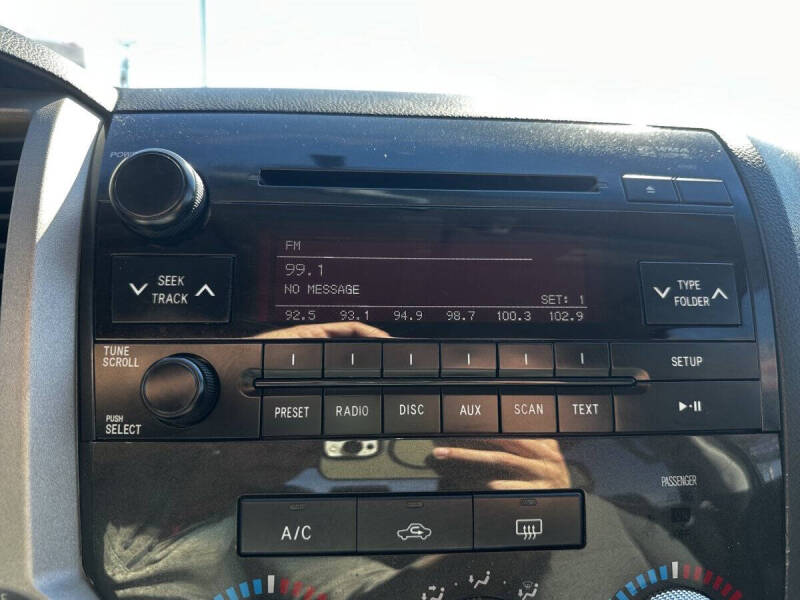 POWER
FM
99.1
NO MESSAGE
SET: 1
92.5 93.1 94.9 98.7 100.3 102.9
SEEK
TRACK
TYPE
FOLDER
TUNE
SCROLL
SETUP
PUSH
SELECT
PRESET RADIO DISC AUX SCAN TEXT
PASSENGER
A/C